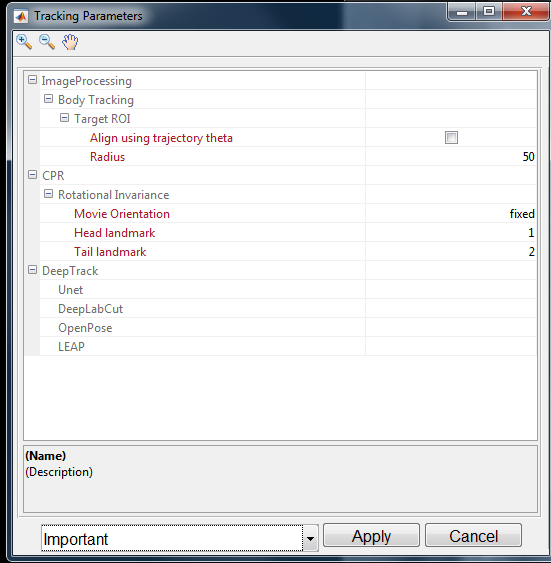 Tracking Parameters
ImageProcessing
Body Tracking
Target ROI
Align using trajectory theta
Radius 50
CPR
Rotational Invariance
Movie Orientation fixed
Head landmark 1
Tail landmark 2
DeepTrack
Unet
DeepLabCut
OpenPose
LEAP
(Name)
(Description)
Important Apply Cancel